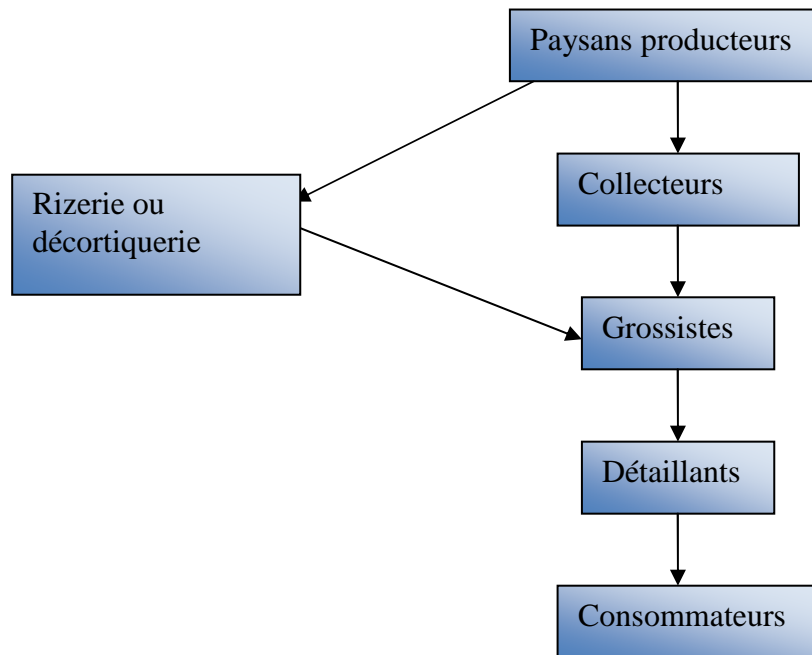 Paysans producteurs
Collecteurs
Rizerie ou
décortiquerie
Grossistes
Détaillants
Consommateurs